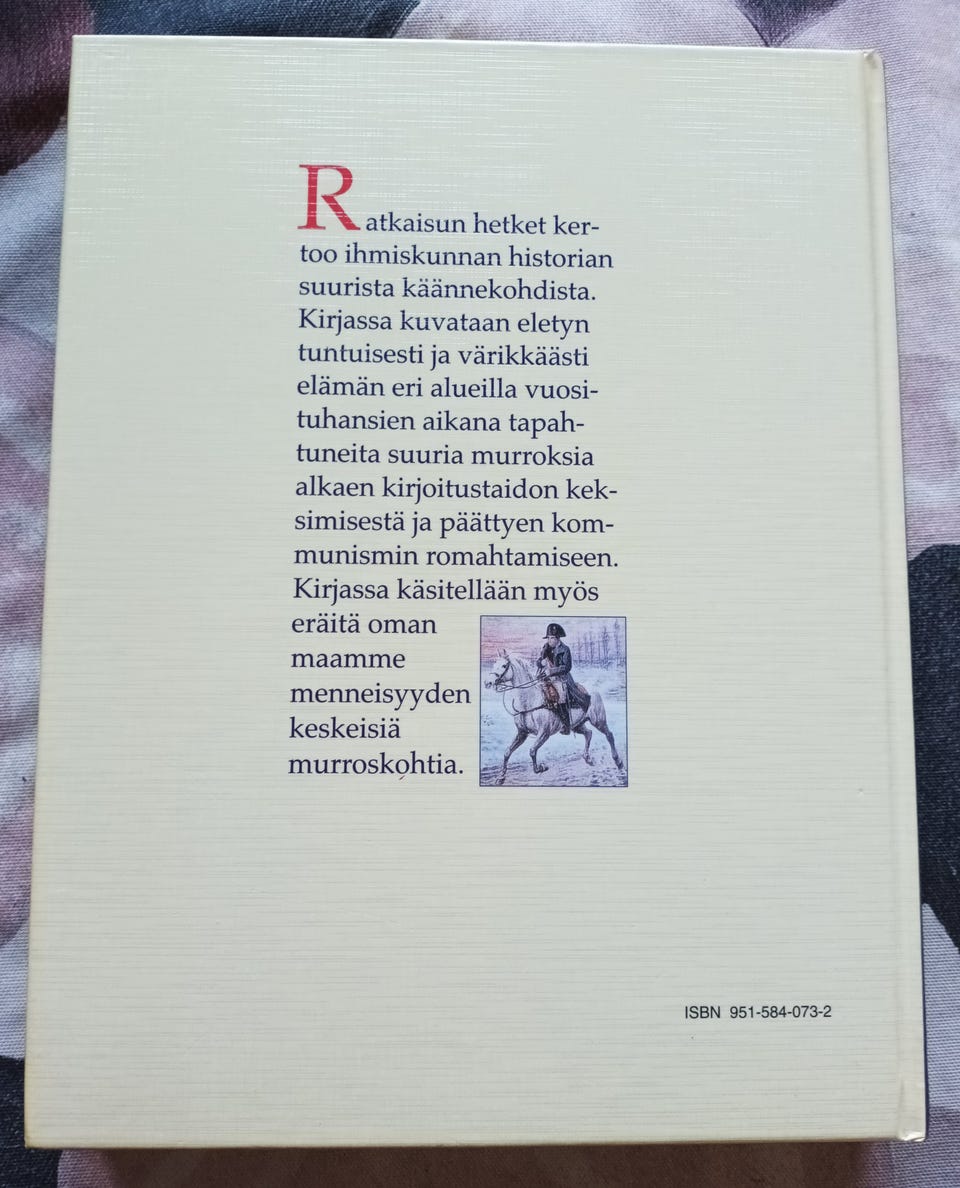 Ratkaisun hetket ker-
too ihmiskunnan historian
suurista käännekohdista.
Kirjassa kuvataan eletyn
tuntuisesti ja värikkäästi
elämän eri alueilla vuosi-
tuhansien aikana tapah-
tuneita suuria murroksia
alkaen kirjoitustaidon kek-
simisestä ja päättyen kom-
munismin romahtamiseen.
Kirjassa käsitellään myös
eräitä oman
maamme
menneisyyden
keskeisiä
murroskohtia.
ISBN 951-584-073-2